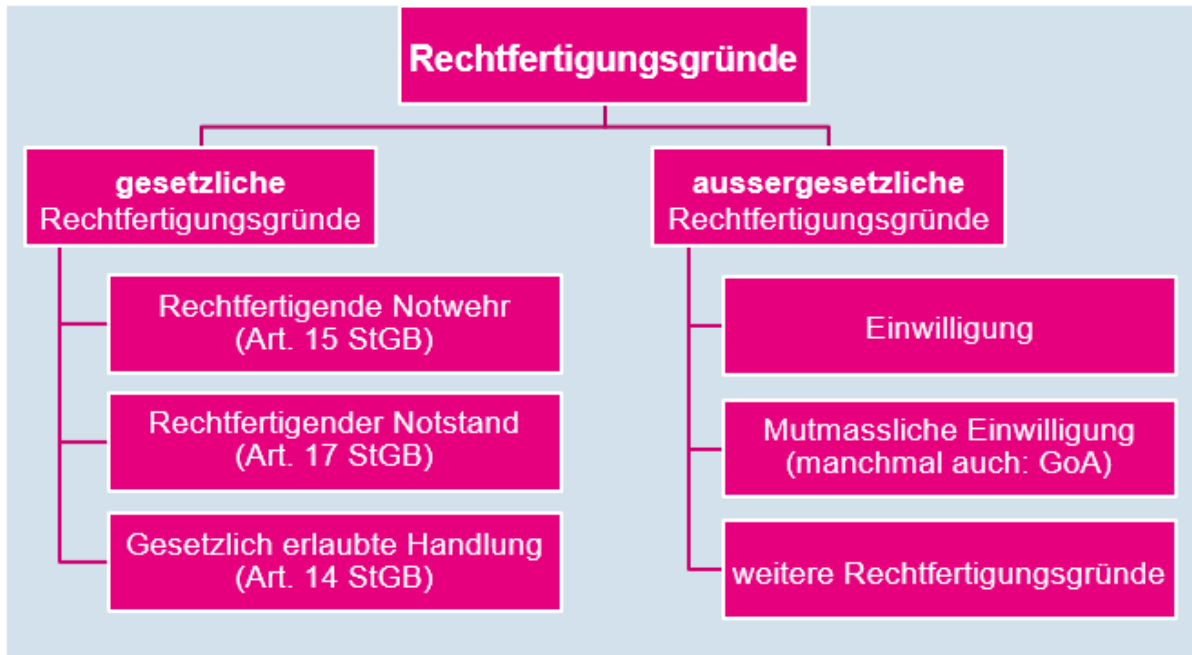 Rechtfertigungsgründe
gesetzliche
Rechtfertigungsgründe
Rechtfertigende Notwehr
(Art. 15 StGB)
Rechtfertigender Notstand
(Art. 17 StGB)
Gesetzlich erlaubte Handlung
(Art. 14 StGB)
aussergesetzliche
Rechtfertigungsgründe
Einwilligung
Mutmassliche Einwilligung
(manchmal auch: GoA)
weitere Rechtfertigungsgründe